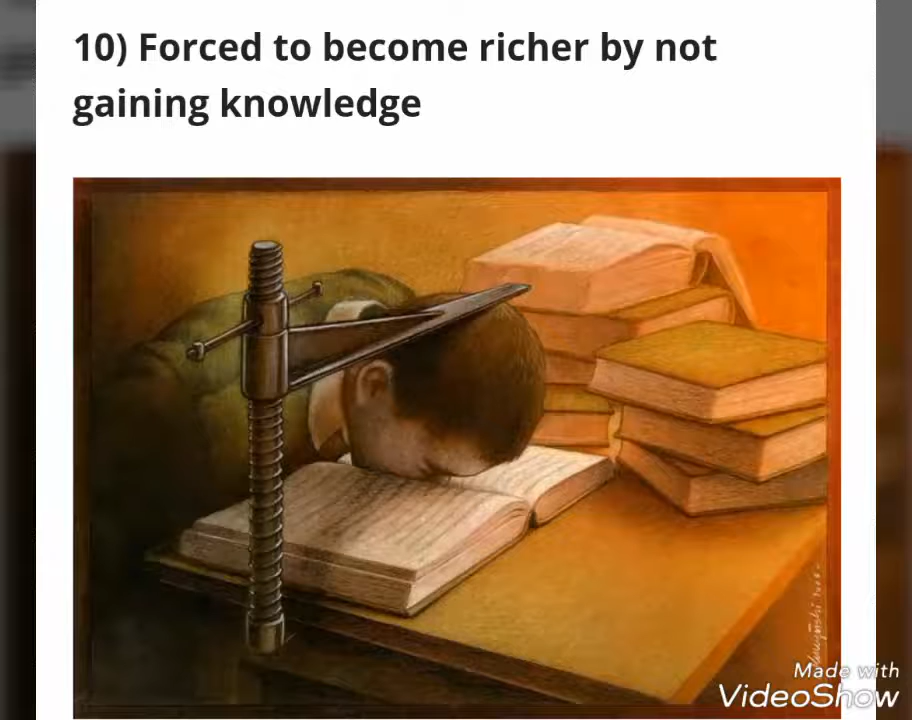 10) Forced to become richer by not
gaining knowledge
Made with
VideoShow